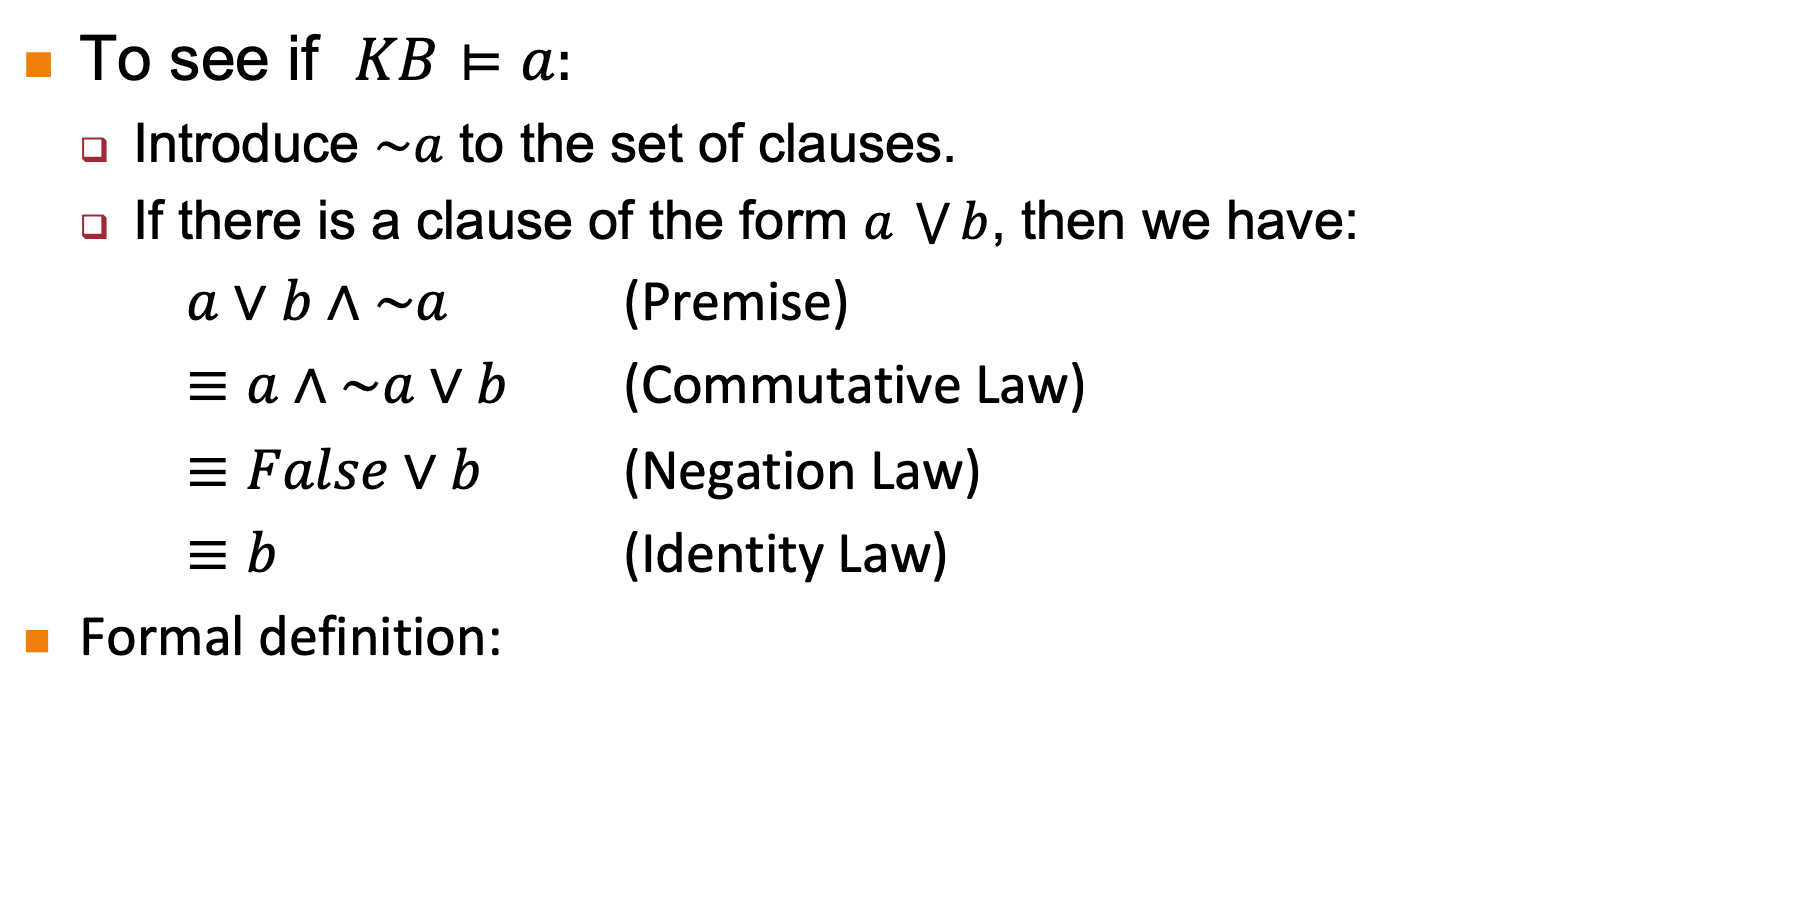 To see if KB ⊨ a:
Introduce ~a to the set of clauses.
If there is a clause of the form a ∨ b, then we have:
a ∨ b ∧ ~a (Premise)
≡ a ∧ ~a ∨ b (Commutative Law)
≡ False ∨ b (Negation Law)
≡ b (Identity Law)
Formal definition: